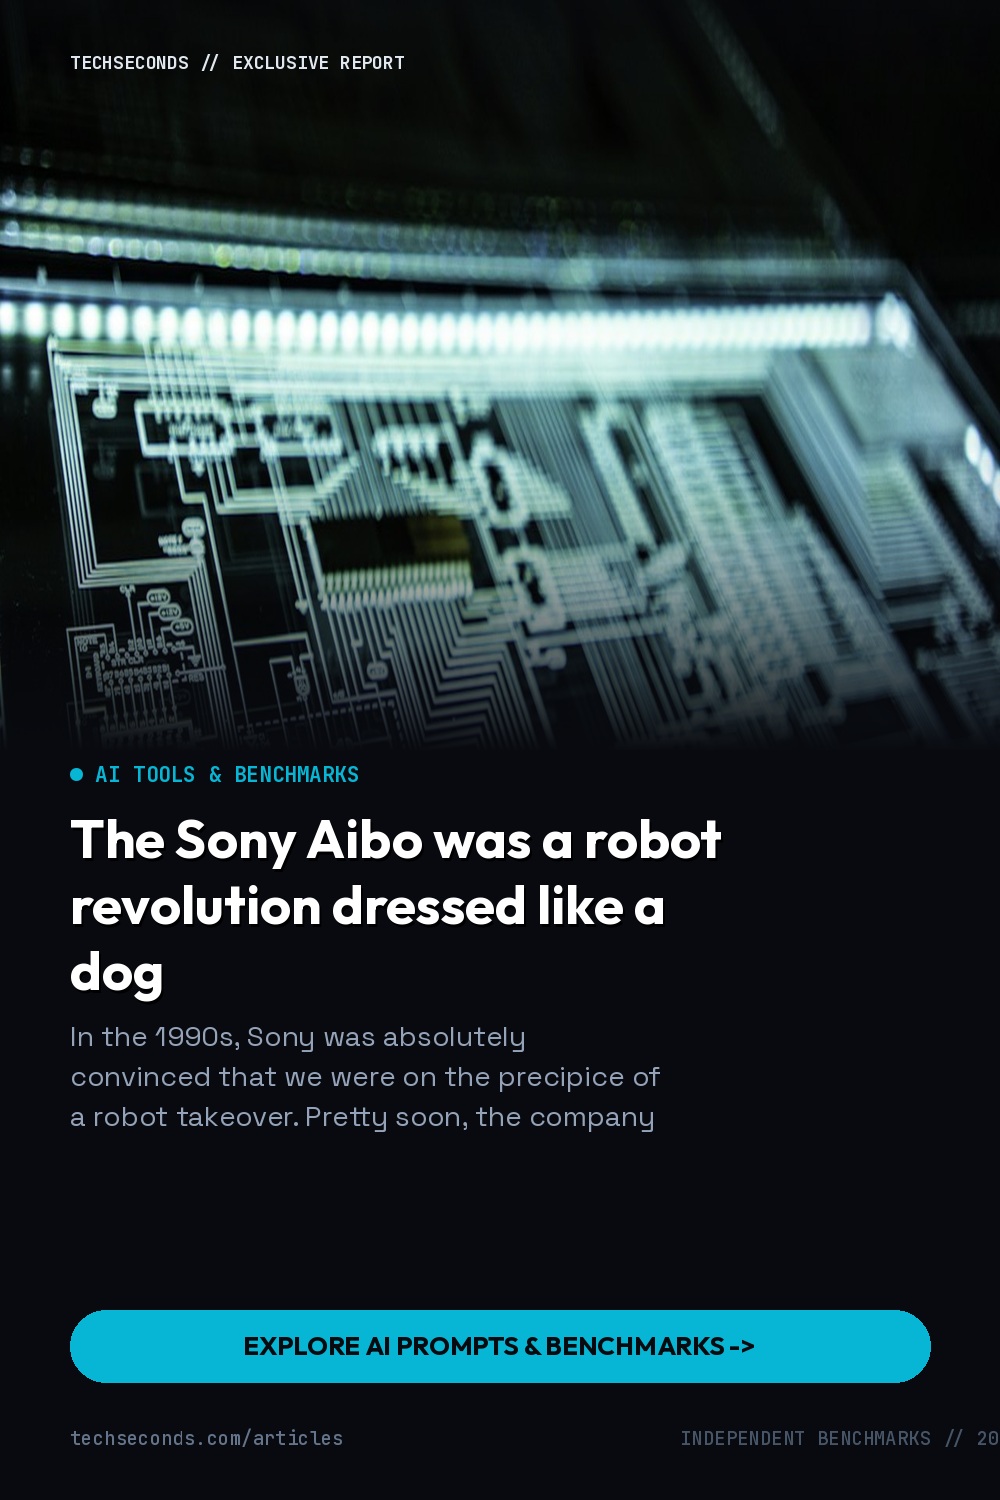 TECHSECONDS // EXCLUSIVE REPORT
AI TOOLS & BENCHMARKS
The Sony Aibo was a robot
revolution dressed like a
dog
In the 1990s, Sony was absolutely
convinced that we were on the precipice of
a robot takeover. Pretty soon, the company
EXPLORE AI PROMPTS & BENCHMARKS ->
techseconds.com/articles
INDEPENDENT BENCHMARKS // 20